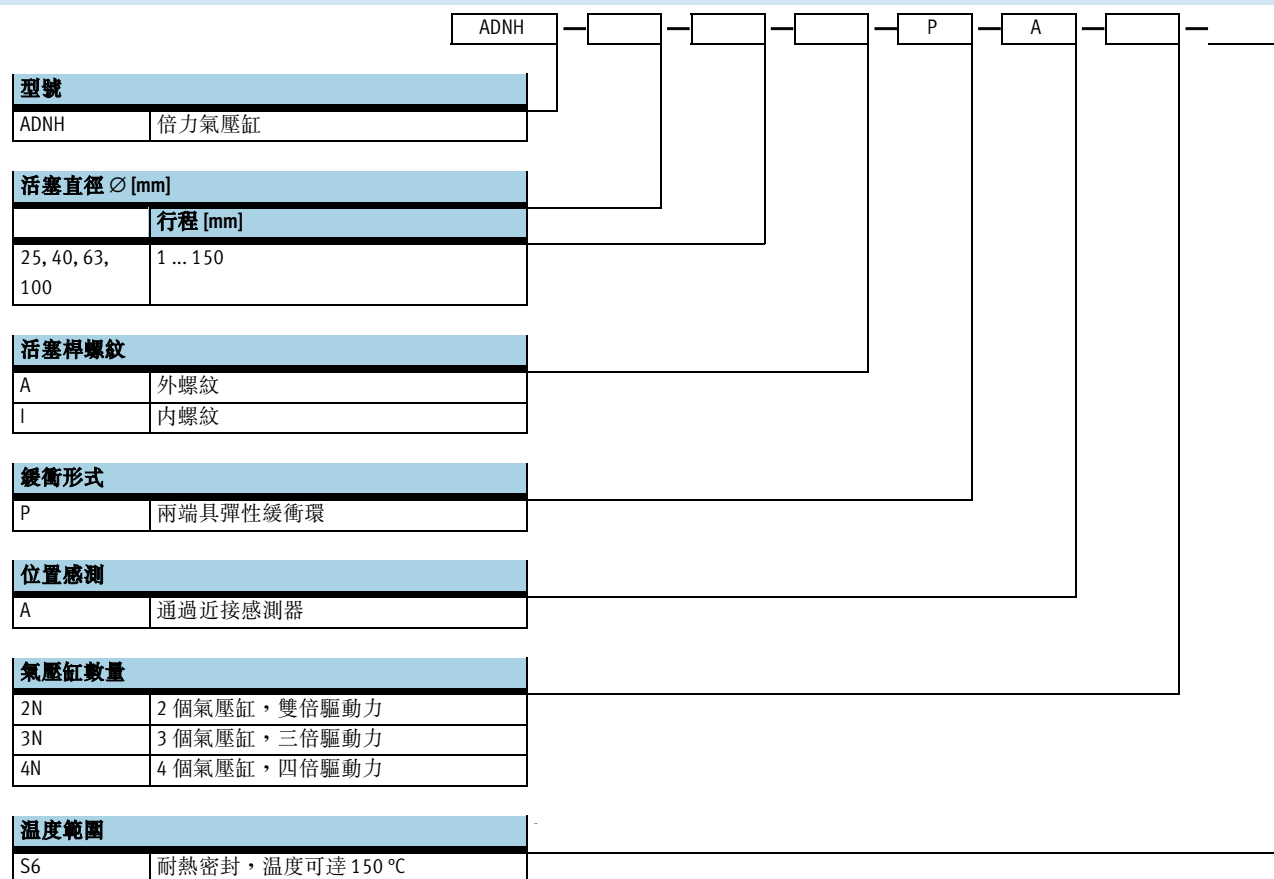 ADNH — — — — P — A — —
型號
ADNH 倍力氣壓缸
活塞直徑 ∅ [mm]
行程 [mm]
25, 40, 63, 1 ... 150
100
活塞桿螺紋
A 外螺紋
I 內螺紋
緩衝形式
P 兩端具彈性緩衝環
位置感測
A 通過近接感測器
氣壓缸數量
2N 2 個氣壓缸，雙倍驅動力
3N 3 個氣壓缸，三倍驅動力
4N 4 個氣壓缸，四倍驅動力
温度範圍
S6 耐熱密封，温度可達 150 °C